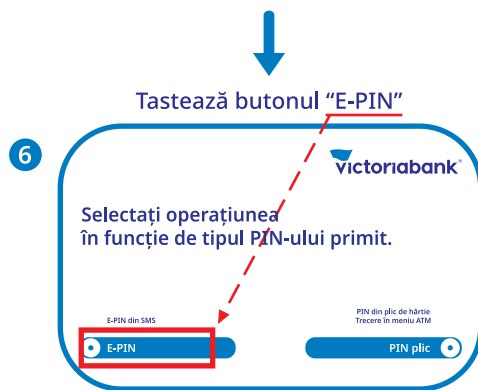 Tastează butonul “E-PIN”
6
victoriabank®
Selectați operațiunea
în funcție de tipul PIN-ului primit.
E-PIN din SMS
PIN din plic de hârtie
Trecere în meniu ATM
E-PIN
PIN plic